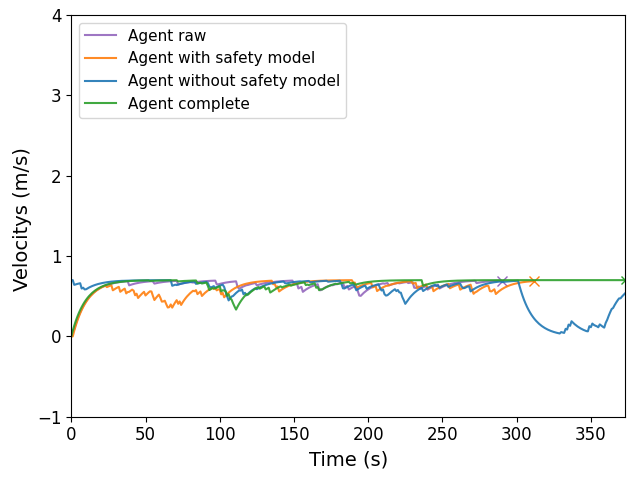 4
3
2
1
0
−1
Velocitys (m/s)
Agent raw
Agent with safety model
Agent without safety model
Agent complete
0 50 100 150 200 250 300 350
Time (s)